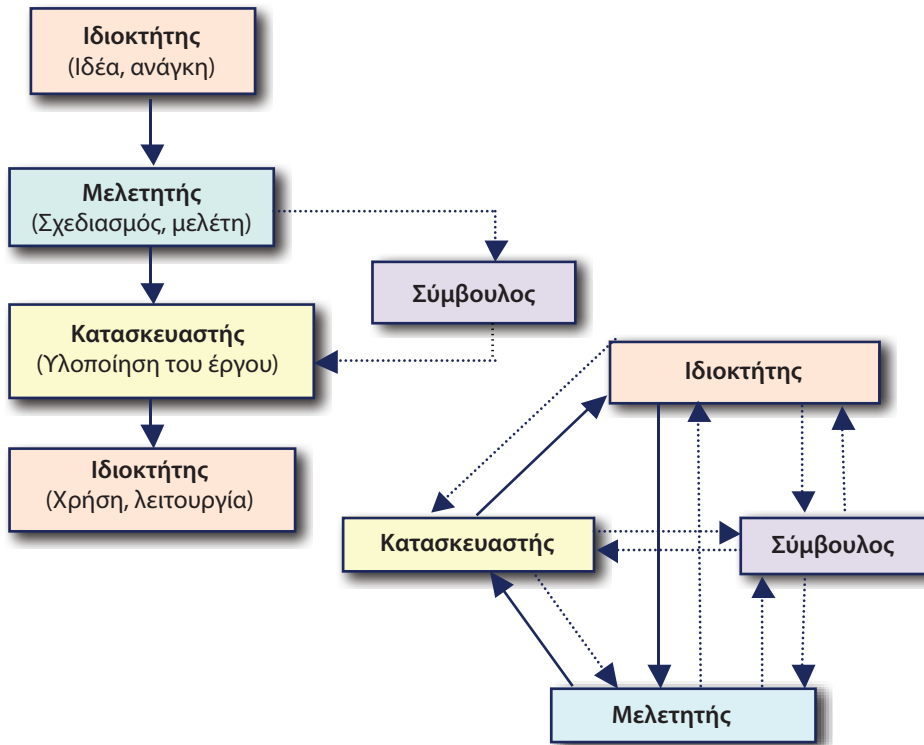 Ιδιοκτήτης
(Ιδέα, ανάγκη)
Μελετητής
(Σχεδιασμός, μελέτη)
Σύμβουλος
Κατασκευαστής
(Υλοποίηση του έργου)
Ιδιοκτήτης
(Χρήση, λειτουργία)
Ιδιοκτήτης
Κατασκευαστής
Σύμβουλος
Μελετητής